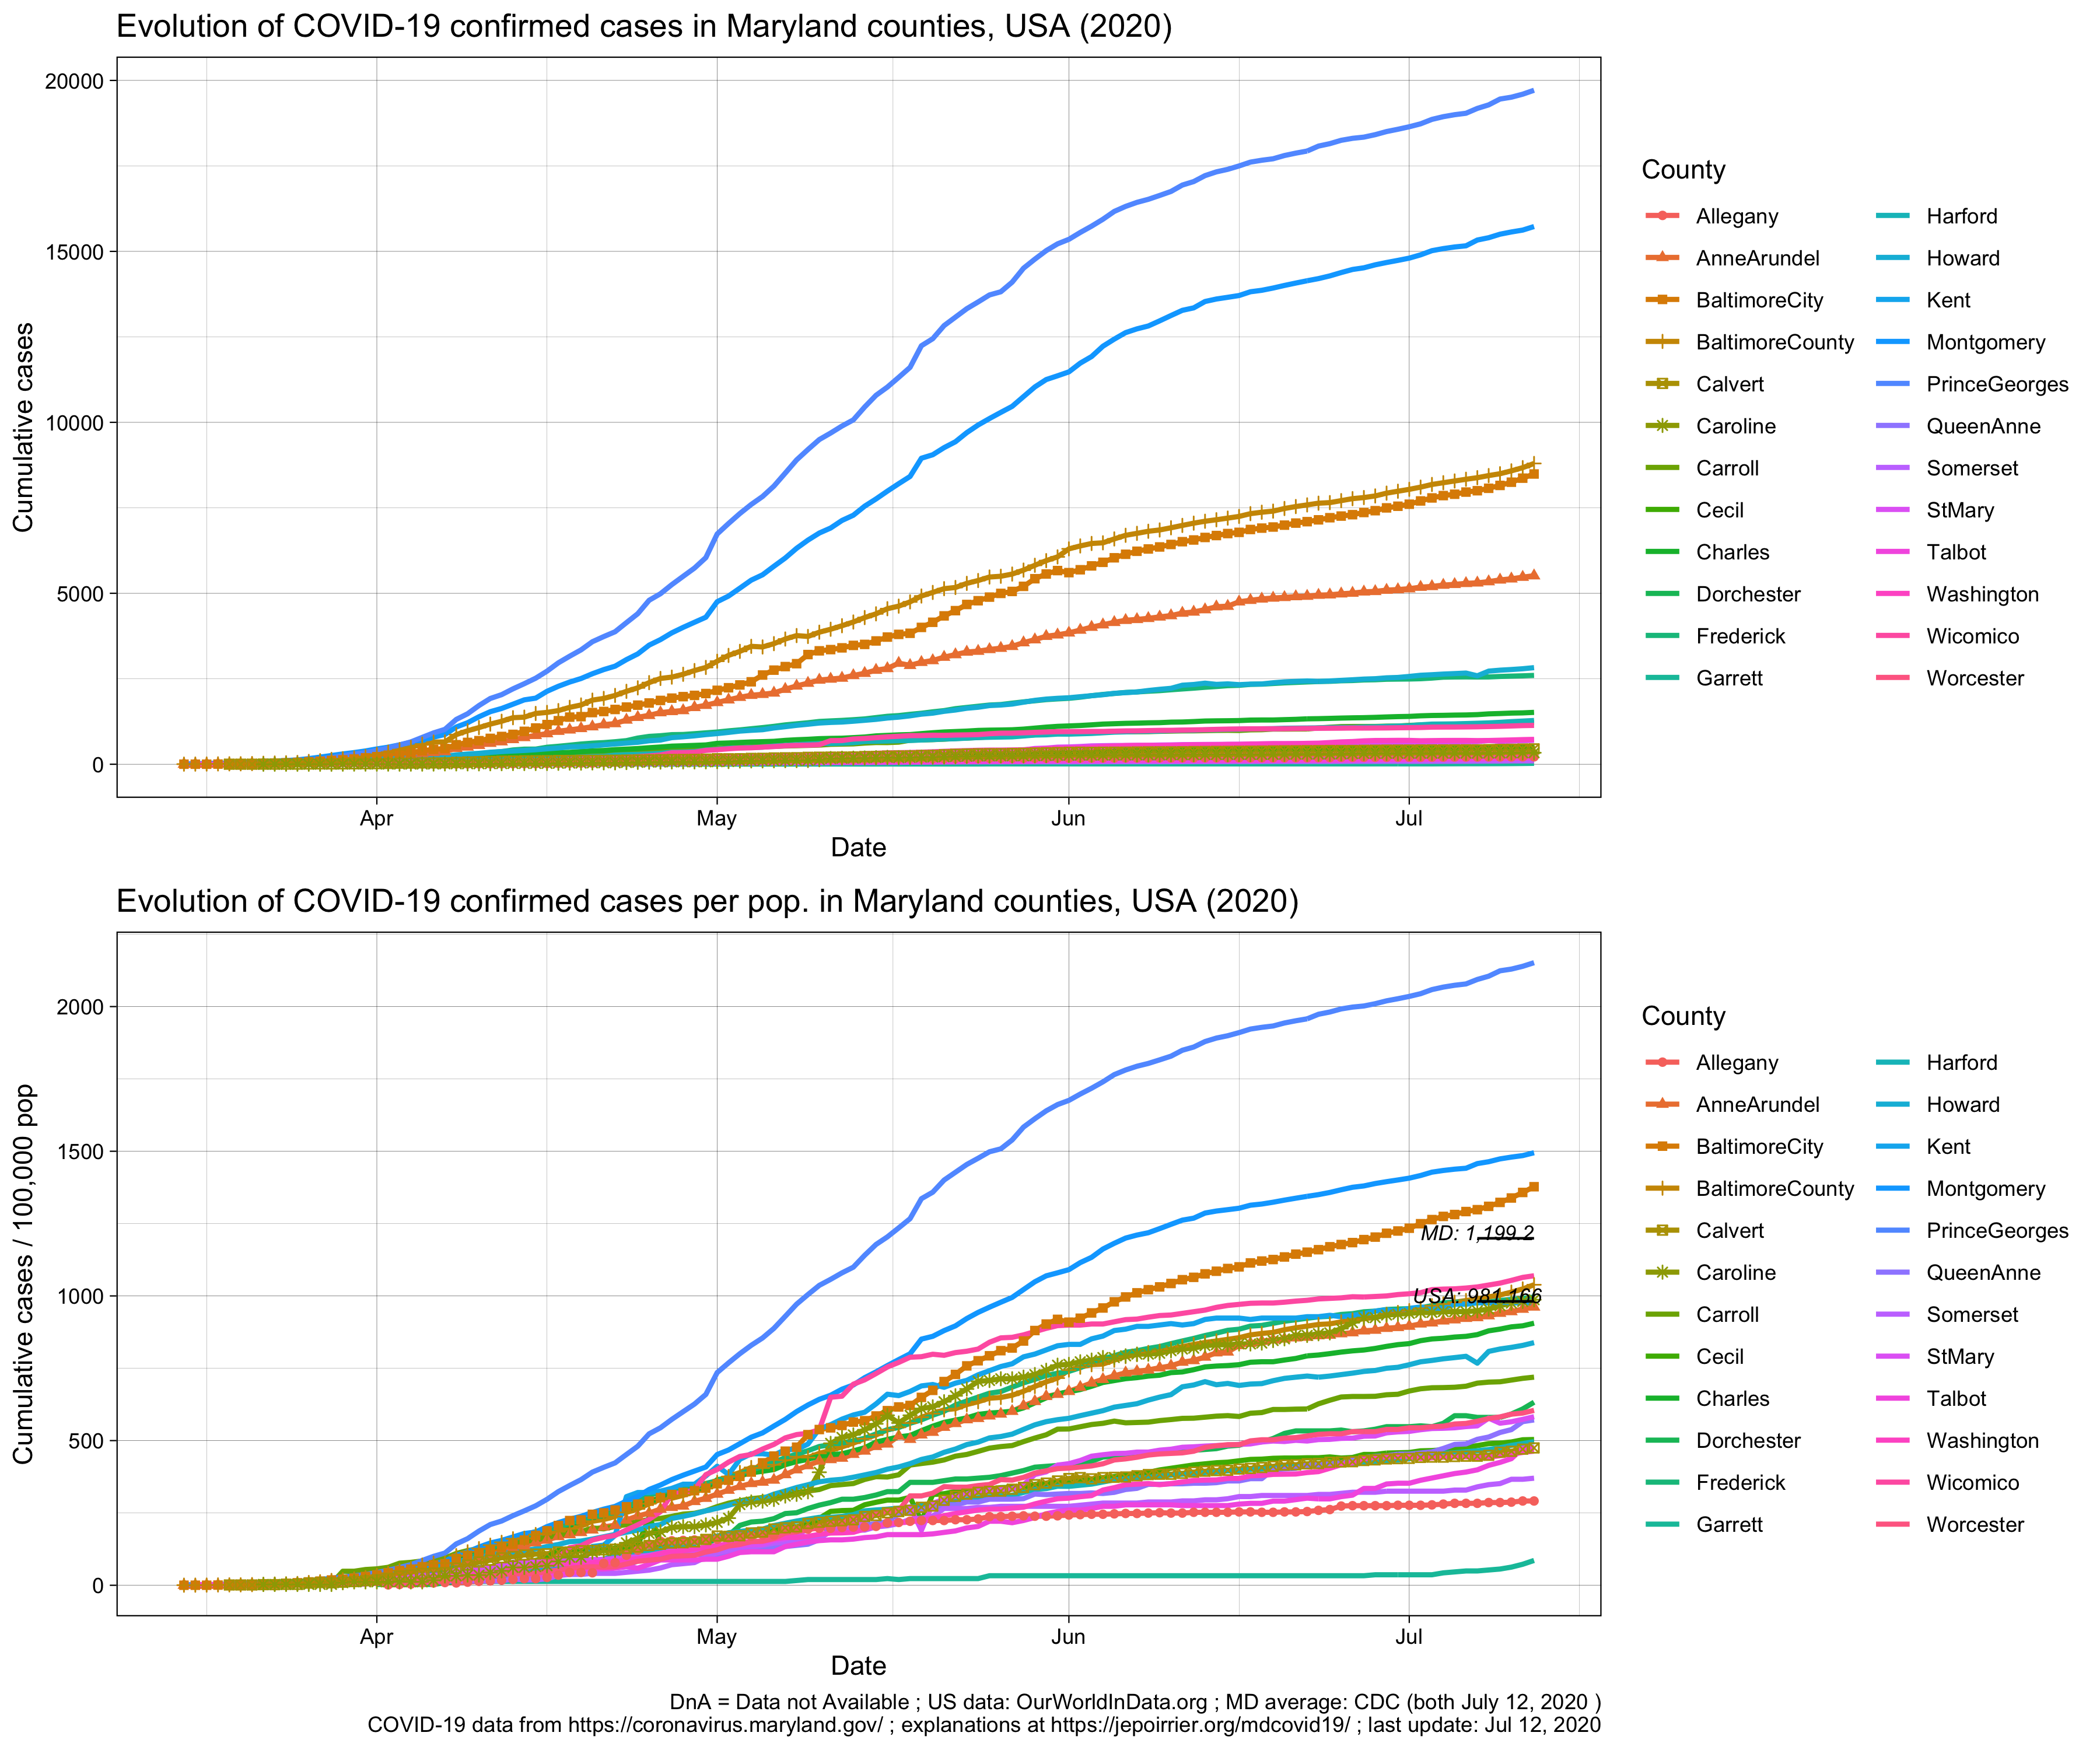 Evolution of COVID-19 confirmed cases in Maryland counties, USA (2020)
Cumulative cases
20000
15000
10000
5000
0
Apr
May
Jun
Jul
Date
County
Allegany
AnneArundel
BaltimoreCity
BaltimoreCounty
Calvert
Caroline
Carroll
Cecil
Charles
Dorchester
Frederick
Garrett
Harford
Howard
Kent
Montgomery
PrinceGeorges
QueenAnne
Somerset
StMary
Talbot
Washington
Wicomico
Worcester
Evolution of COVID-19 confirmed cases per pop. in Maryland counties, USA (2020)
Cumulative cases / 100,000 pop
2000
1500
1000
500
0
MD: 1,199.2
USA: 981.166
Apr
May
Jun
Jul
Date
County
Allegany
AnneArundel
BaltimoreCity
BaltimoreCounty
Calvert
Caroline
Carroll
Cecil
Charles
Dorchester
Frederick
Garrett
Harford
Howard
Kent
Montgomery
PrinceGeorges
QueenAnne
Somerset
StMary
Talbot
Washington
Wicomico
Worcester
DnA = Data not Available ; US data: OurWorldInData.org ; MD average: CDC (both July 12, 2020 )
COVID-19 data from https://coronavirus.maryland.gov/ ; explanations at https://jepoirrier.org/mdcovid19/ ; last update: Jul 12, 2020